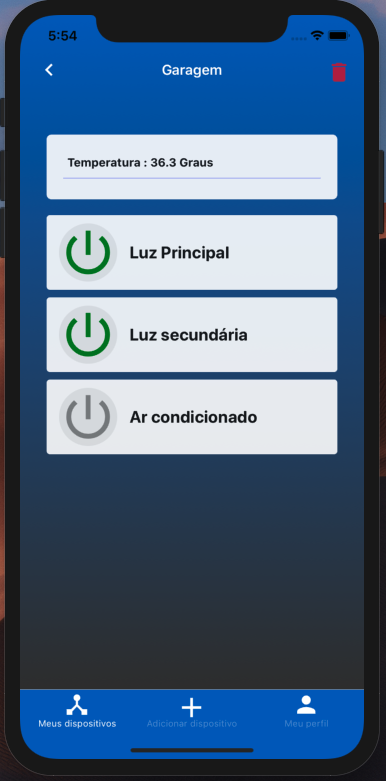 5:54
Garagem
Temperatura : 36.3 Graus
Luz Principal
Luz secundária
Ar condicionado
Meus dispositivos
Adicionar dispositivo
Meu perfil